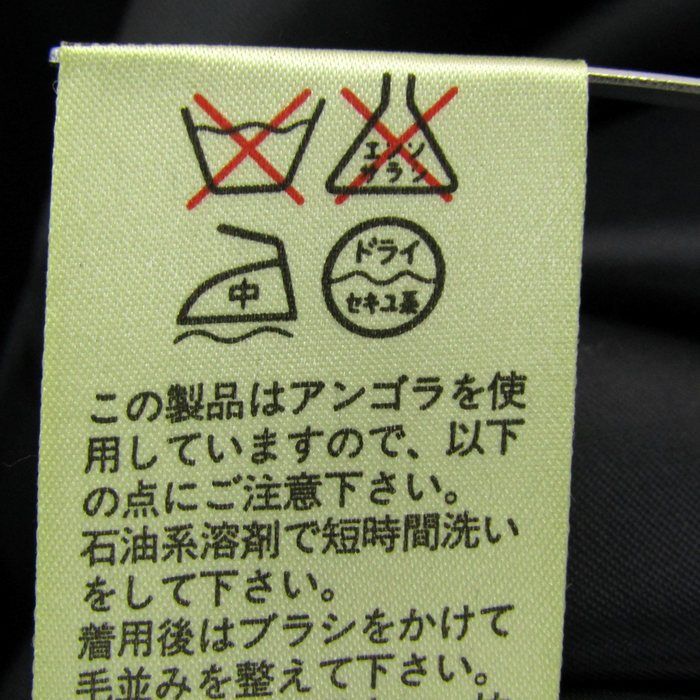 エンソ
サラシ
中
ドライ
セキユ系
この製品はアンゴラを使
用していますので、以下
の点にご注意下さい。
石油系溶剤で短時間洗い
をして下さい。
着用後はブラシをかけて
毛並みを整えて下さい。